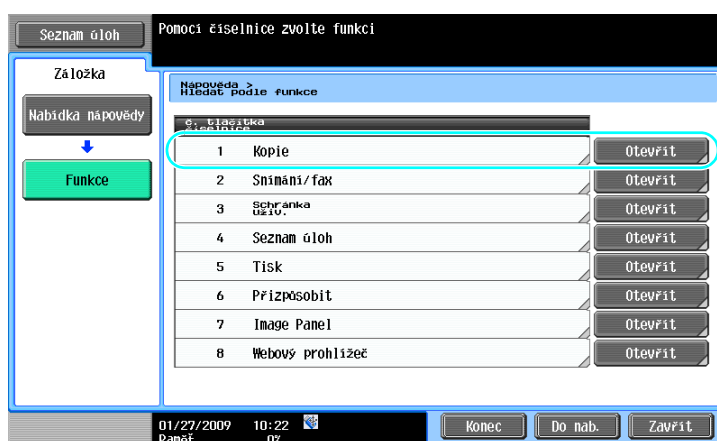 Seznam úloh
Pomocí číselnice zvolte funkci
Záložka
Nabídka nápovědy
Funkce
Nápověda >
Hledat podle funkce
č. tlačítka
číselnice
1 Kopie Otevřít
2 Snímání/fax Otevřít
3 Schránka uživ. Otevřít
4 Seznam úloh Otevřít
5 Tisk Otevřít
6 Přizpůsobit Otevřít
7 Image Panel Otevřít
8 Webový prohlížeč Otevřít
01/27/2009 10:22
Paměť 0%
Konec Do nab. Zavřít